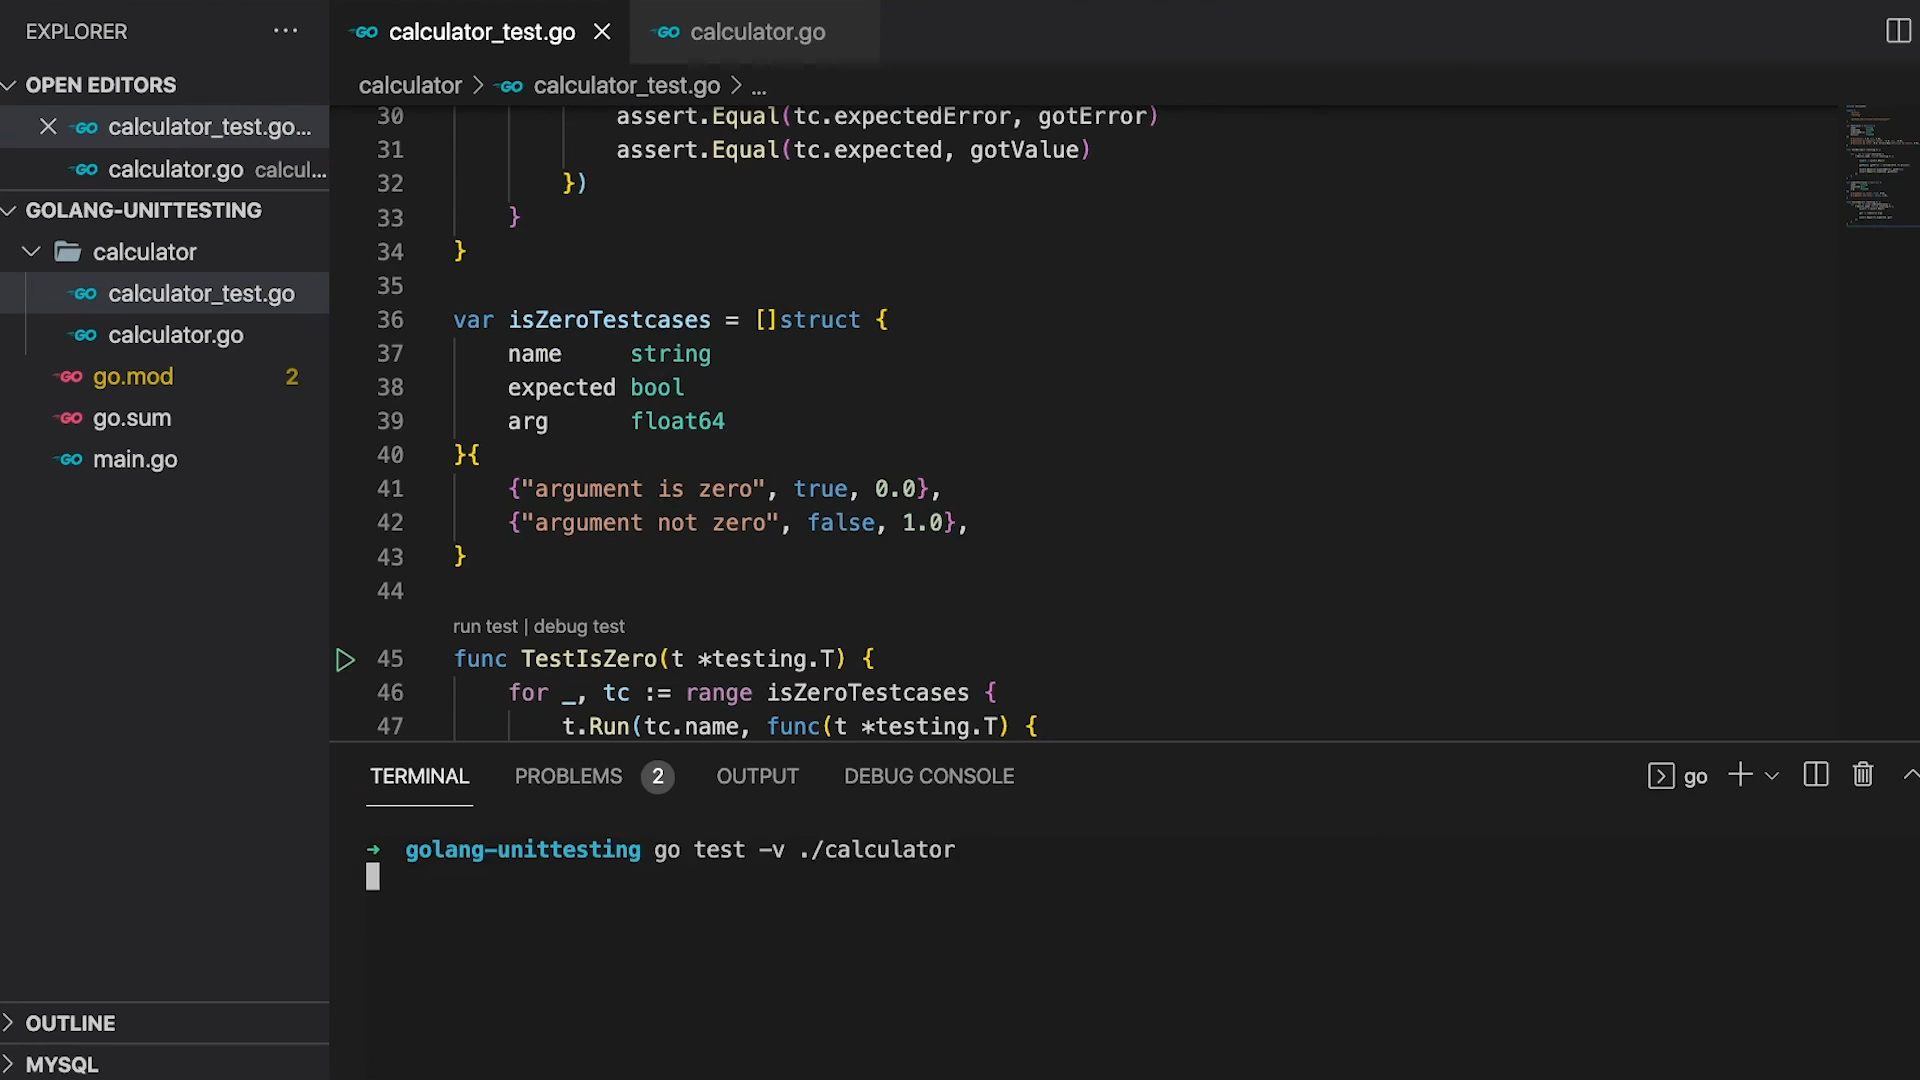 EXPLORER ...
OPEN EDITORS
calculator_test.go...
calculator.go calcul...
GOLANG-UNITTESTING
calculator
calculator_test.go
calculator.go
go.mod 2
go.sum
main.go
OUTLINE
MYSQL
calculator_test.go
calculator.go
calculator > calculator_test.go > ...
30 assert.Equal(tc.expectedError, gotError)
31 assert.Equal(tc.expected, gotValue)
32 })
33 }
34 }
35
36 var isZeroTestcases = []struct {
37 name string
38 expected bool
39 arg float64
40 }{
41 {"argument is zero", true, 0.0},
42 {"argument not zero", false, 1.0},
43 }
44
run test | debug test
45 func TestIsZero(t *testing.T) {
46 for _, tc := range isZeroTestcases {
47 t.Run(tc.name, func(t *testing.T) {
TERMINAL PROBLEMS 2 OUTPUT DEBUG CONSOLE go
→ golang-unittesting go test -v ./calculator